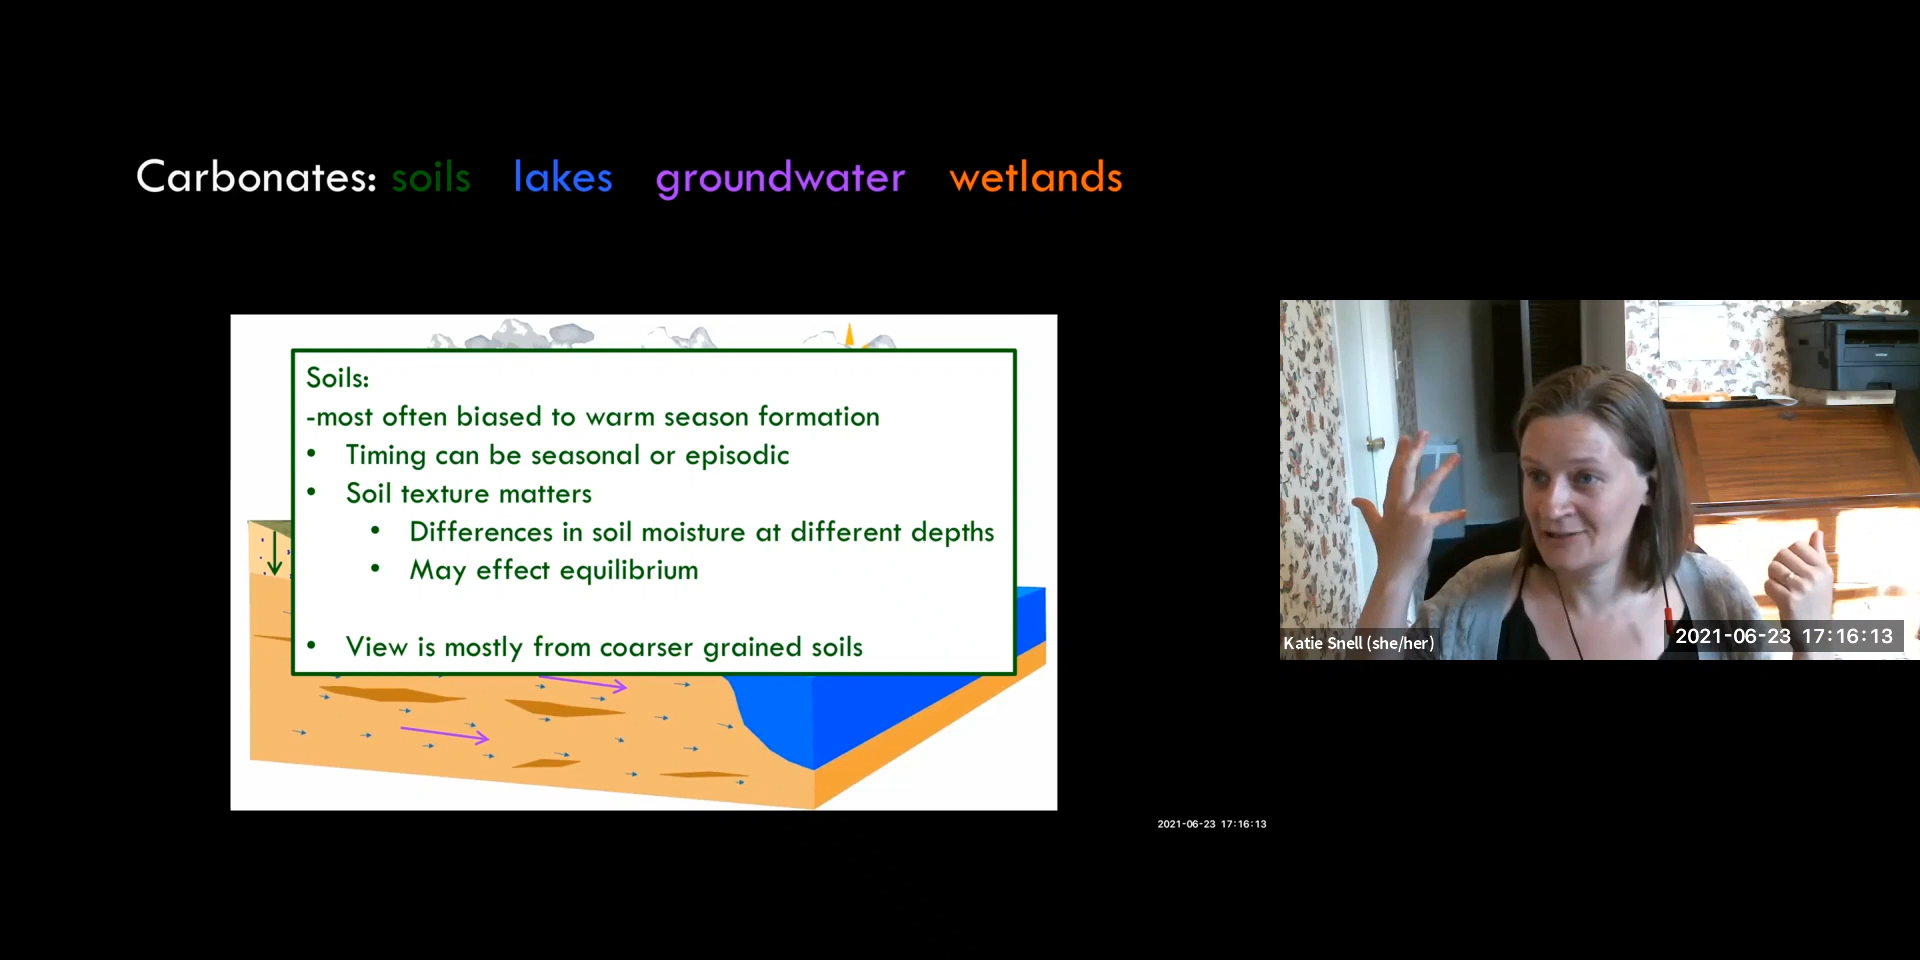 Carbonates: soils lakes groundwater wetlands
Soils:
-most often biased to warm season formation
• Timing can be seasonal or episodic
• Soil texture matters
• Differences in soil moisture at different depths
• May effect equilibrium
• View is mostly from coarser grained soils
Katie Snell (she/her)
2021-06-23 17:16:13
2021-06-23 17:16:13